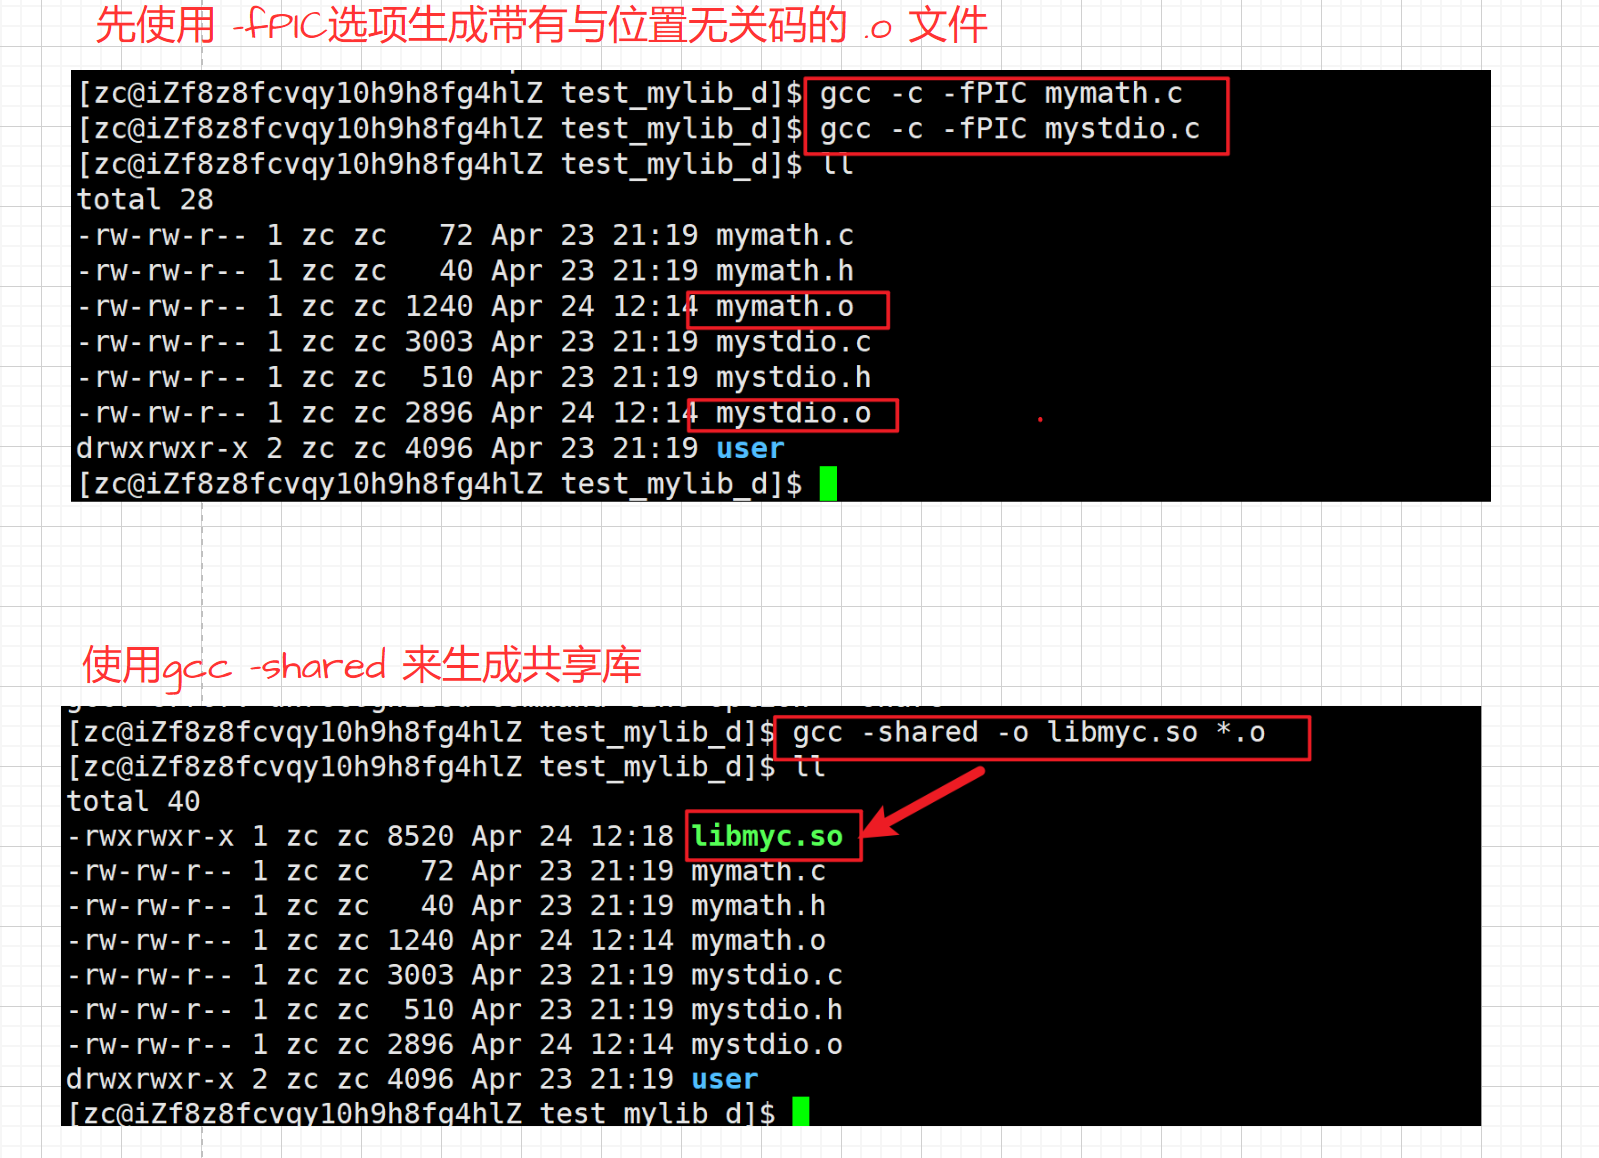 先使用 -fPIC选项生成带有与位置无关码的 .o 文件
[zc@iZf8z8fcvqy10h9h8fg4hlZ test_mylib_d]$ gcc -c -fPIC mymath.c
[zc@iZf8z8fcvqy10h9h8fg4hlZ test_mylib_d]$ gcc -c -fPIC mystdio.c
[zc@iZf8z8fcvqy10h9h8fg4hlZ test_mylib_d]$ ll
total 28
-rw-rw-r-- 1 zc zc   72 Apr 23 21:19 mymath.c
-rw-rw-r-- 1 zc zc   40 Apr 23 21:19 mymath.h
-rw-rw-r-- 1 zc zc 1240 Apr 24 12:14 mymath.o
-rw-rw-r-- 1 zc zc 3003 Apr 23 21:19 mystdio.c
-rw-rw-r-- 1 zc zc  510 Apr 23 21:19 mystdio.h
-rw-rw-r-- 1 zc zc 2896 Apr 24 12:14 mystdio.o
drwxrwxr-x 2 zc zc 4096 Apr 23 21:19 user
[zc@iZf8z8fcvqy10h9h8fg4hlZ test_mylib_d]$
使用gcc -shared 来生成共享库
[zc@iZf8z8fcvqy10h9h8fg4hlZ test_mylib_d]$ gcc -shared -o libmyc.so *.o
[zc@iZf8z8fcvqy10h9h8fg4hlZ test_mylib_d]$ ll
total 40
-rwxrwxr-x 1 zc zc 8520 Apr 24 12:18 libmyc.so
-rw-rw-r-- 1 zc zc   72 Apr 23 21:19 mymath.c
-rw-rw-r-- 1 zc zc   40 Apr 23 21:19 mymath.h
-rw-rw-r-- 1 zc zc 1240 Apr 24 12:14 mymath.o
-rw-rw-r-- 1 zc zc 3003 Apr 23 21:19 mystdio.c
-rw-rw-r-- 1 zc zc  510 Apr 23 21:19 mystdio.h
-rw-rw-r-- 1 zc zc 2896 Apr 24 12:14 mystdio.o
drwxrwxr-x 2 zc zc 4096 Apr 23 21:19 user
[zc@iZf8z8fcvqy10h9h8fg4hlZ test_mylib_d]$